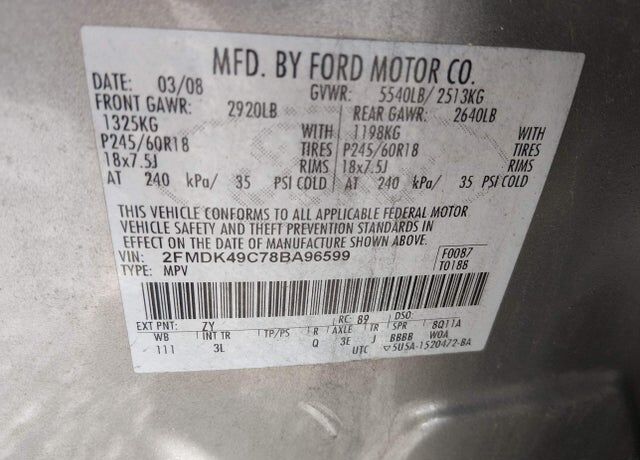 MFD. BY FORD MOTOR CO.
DATE: 03/08 GVWR: 5540LB/ 2513KG
FRONT GAWR: 2920LB REAR GAWR: 2640LB
1325KG WITH 1198KG WITH
P245/60R18 TIRES P245/60R18 TIRES
18x7.5J RIMS 18x7.5J RIMS
AT 240 kPa/ 35 PSI COLD AT 240 kPa/ 35 PSI COLD
THIS VEHICLE CONFORMS TO ALL APPLICABLE FEDERAL MOTOR
VEHICLE SAFETY AND THEFT PREVENTION STANDARDS IN
EFFECT ON THE DATE OF MANUFACTURE SHOWN ABOVE.
VIN: 2FMDK49C78BA96599 F0087
TYPE: MPV T0188
EXT PNT: ZY RC: 89 DSO:
WB INT TR TP/PS R AXLE TR SPR 8Q11A
111 3L Q 3E J BBBB W0A
UTC ▽5U5A-1520472-BA